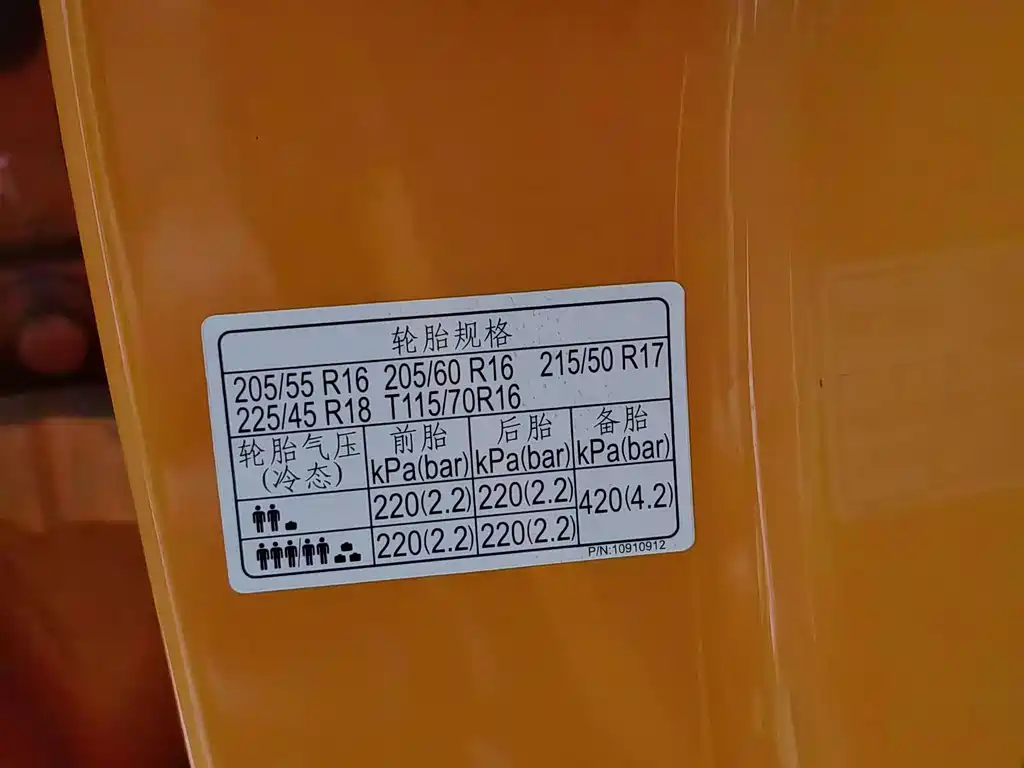 轮胎规格
205/55 R16 205/60 R16 215/50 R17
225/45 R18 T115/70R16
轮胎气压 (冷态) 前胎 kPa(bar) 后胎 kPa(bar) 备胎 kPa(bar)
220(2.2) 220(2.2) 420(4.2)
220(2.2) 220(2.2)
P/N:10910912